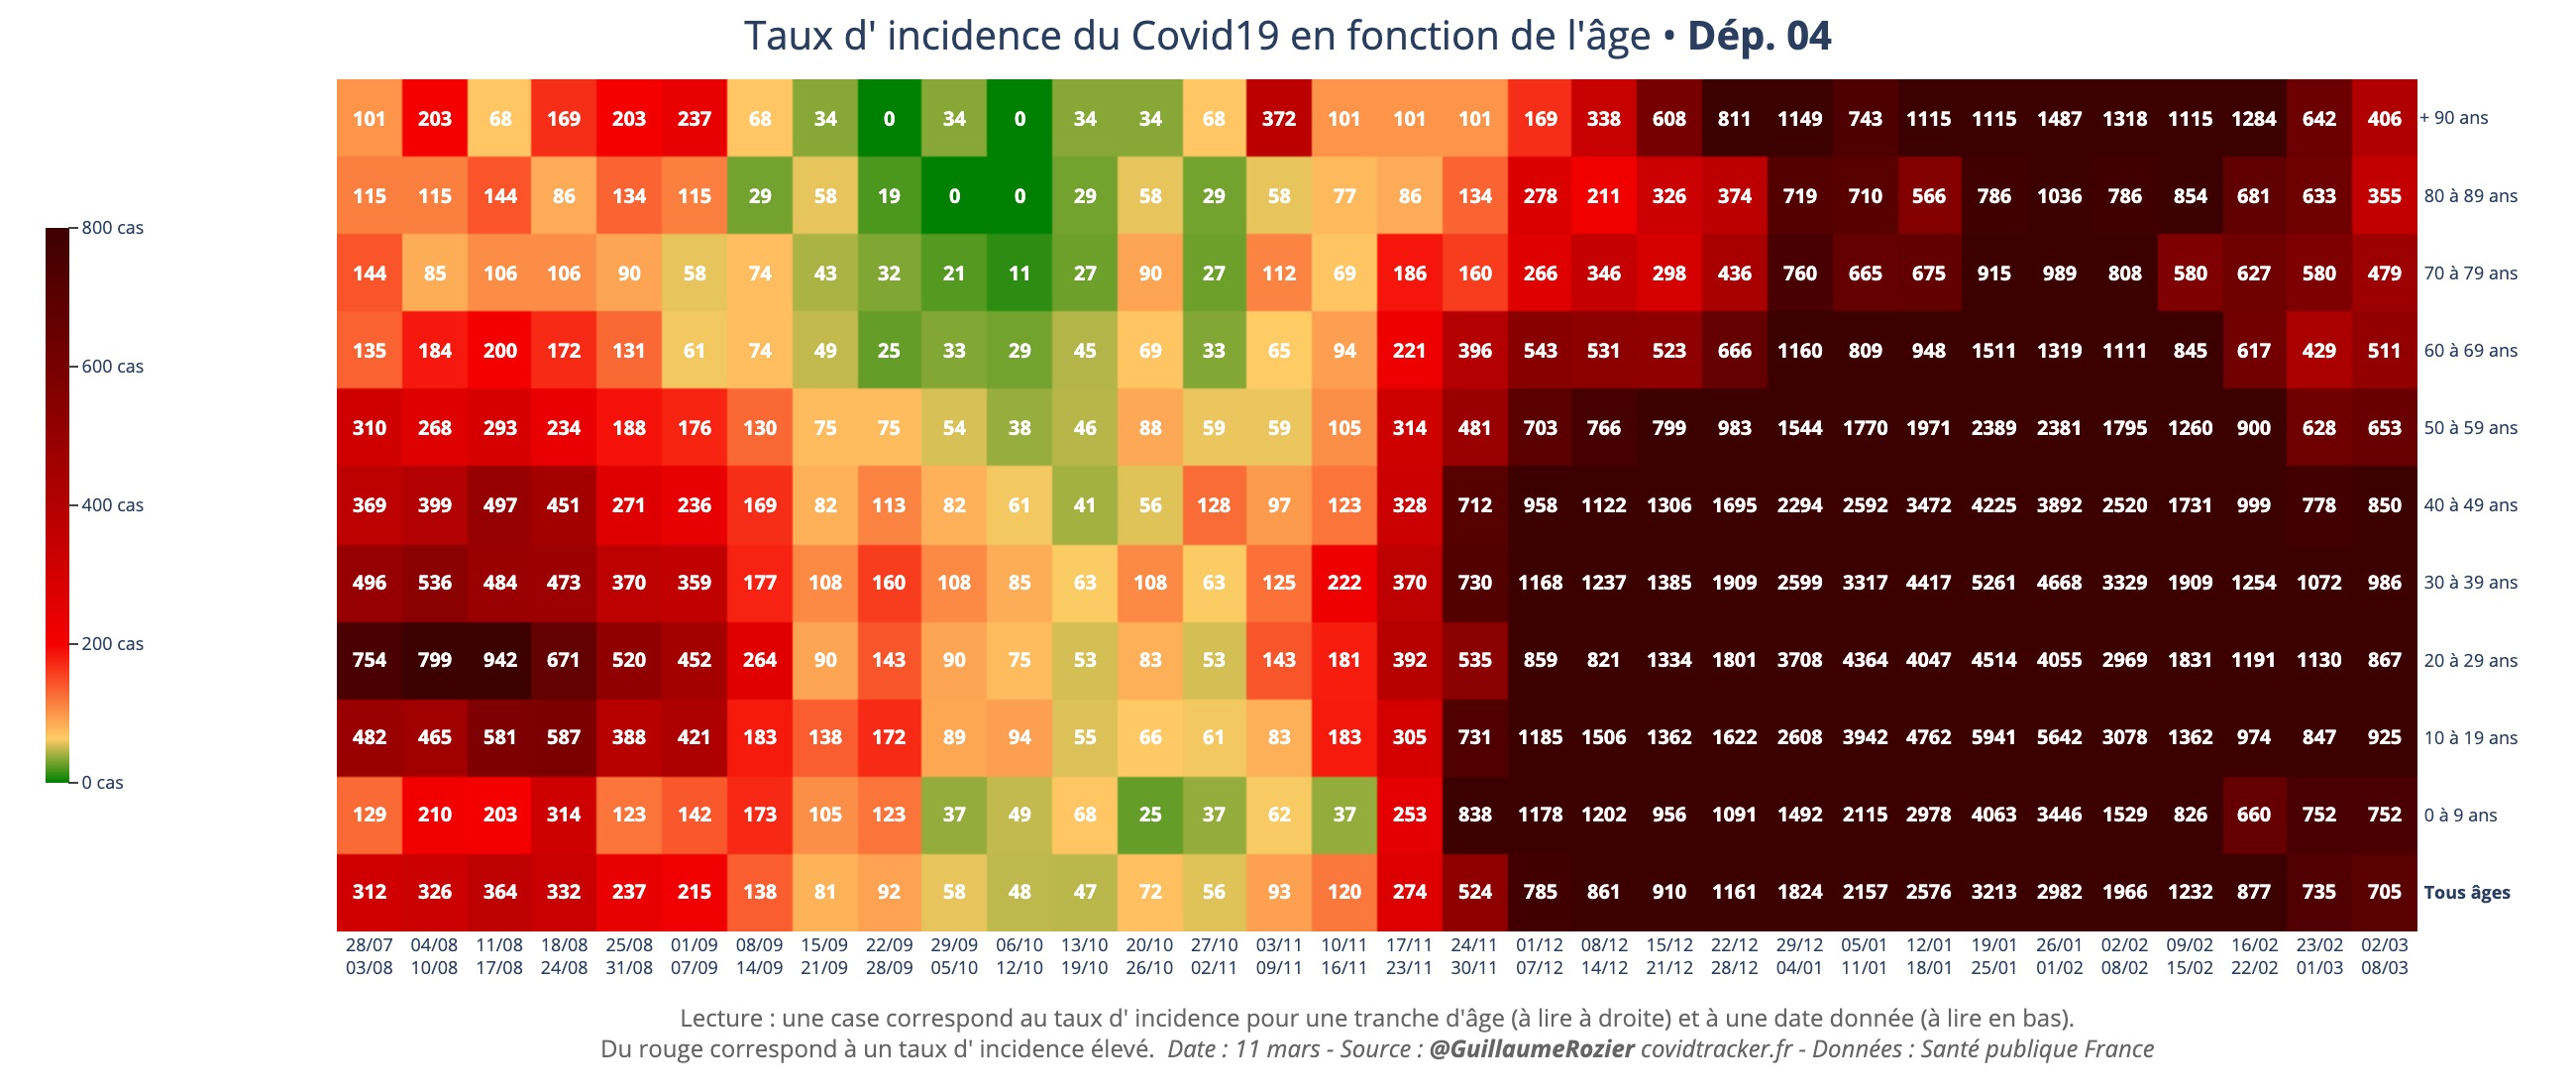 Taux d' incidence du Covid19 en fonction de l'âge • Dép. 04
800 cas
600 cas
400 cas
200 cas
0 cas
101 203 68 169 203 237 68 34 0 34 0 34 34 68 372 101 101 101 169 338 608 811 1149 743 1115 1115 1487 1318 1115 1284 642 406 + 90 ans
115 115 144 86 134 115 29 58 19 0 0 29 58 29 58 77 86 134 278 211 326 374 719 710 566 786 1036 786 854 681 633 355 80 à 89 ans
144 85 106 106 90 58 74 43 32 21 11 27 90 27 112 69 186 160 266 346 298 436 760 665 675 915 989 808 580 627 580 479 70 à 79 ans
135 184 200 172 131 61 74 49 25 33 29 45 69 33 65 94 221 396 543 531 523 666 1160 809 948 1511 1319 1111 845 617 429 511 60 à 69 ans
310 268 293 234 188 176 130 75 75 54 38 46 88 59 59 105 314 481 703 766 799 983 1544 1770 1971 2389 2381 1795 1260 900 628 653 50 à 59 ans
369 399 497 451 271 236 169 82 113 82 61 41 56 128 97 123 328 712 958 1122 1306 1695 2294 2592 3472 4225 3892 2520 1731 999 778 850 40 à 49 ans
496 536 484 473 370 359 177 108 160 108 85 63 108 63 125 222 370 730 1168 1237 1385 1909 2599 3317 4417 5261 4668 3329 1909 1254 1072 986 30 à 39 ans
754 799 942 671 520 452 264 90 143 90 75 53 83 53 143 181 392 535 859 821 1334 1801 3708 4364 4047 4514 4055 2969 1831 1191 1130 867 20 à 29 ans
482 465 581 587 388 421 183 138 172 89 94 55 66 61 83 183 305 731 1185 1506 1362 1622 2608 3942 4762 5941 5642 3078 1362 974 847 925 10 à 19 ans
129 210 203 314 123 142 173 105 123 37 49 68 25 37 62 37 253 838 1178 1202 956 1091 1492 2115 2978 4063 3446 1529 826 660 752 752 0 à 9 ans
312 326 364 332 237 215 138 81 92 58 48 47 72 56 93 120 274 524 785 861 910 1161 1824 2157 2576 3213 2982 1966 1232 877 735 705 Tous âges
28/07 04/08 11/08 18/08 25/08 01/09 08/09 15/09 22/09 29/09 06/10 13/10 20/10 27/10 03/11 10/11 17/11 24/11 01/12 08/12 15/12 22/12 29/12 05/01 12/01 19/01 26/01 02/02 09/02 16/02 23/02 02/03
03/08 10/08 17/08 24/08 31/08 07/09 14/09 21/09 28/09 05/10 12/10 19/10 26/10 02/11 09/11 16/11 23/11 30/11 07/12 14/12 21/12 28/12 04/01 11/01 18/01 25/01 01/02 08/02 15/02 22/02 01/03 08/03
Lecture : une case correspond au taux d' incidence pour une tranche d'âge (à lire à droite) et à une date donnée (à lire en bas).
Du rouge correspond à un taux d' incidence élevé. Date : 11 mars - Source : @GuillaumeRozier covidtracker.fr - Données : Santé publique France